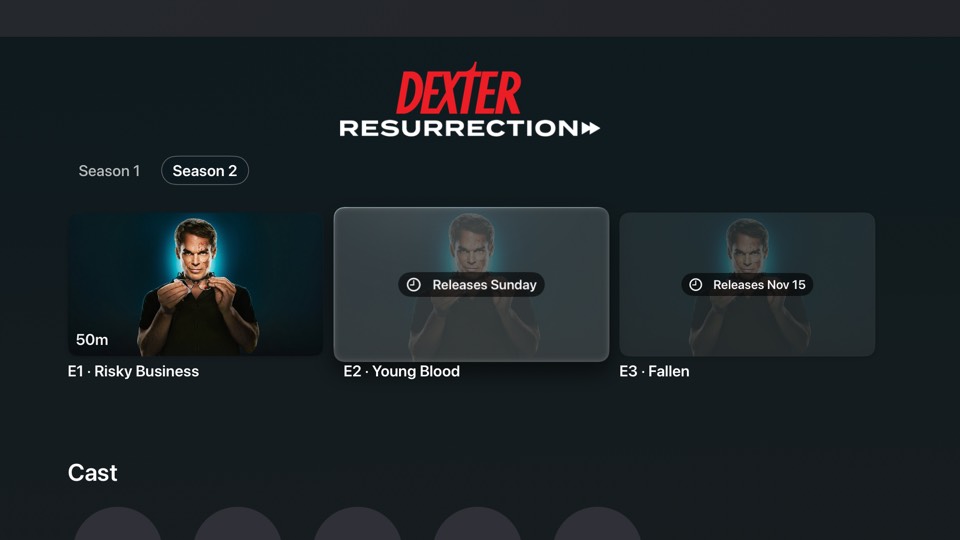 DEXTER
RESURRECTION
Season 1
Season 2
50m
Releases Sunday
Releases Nov 15
E1 · Risky Business
E2 · Young Blood
E3 · Fallen
Cast